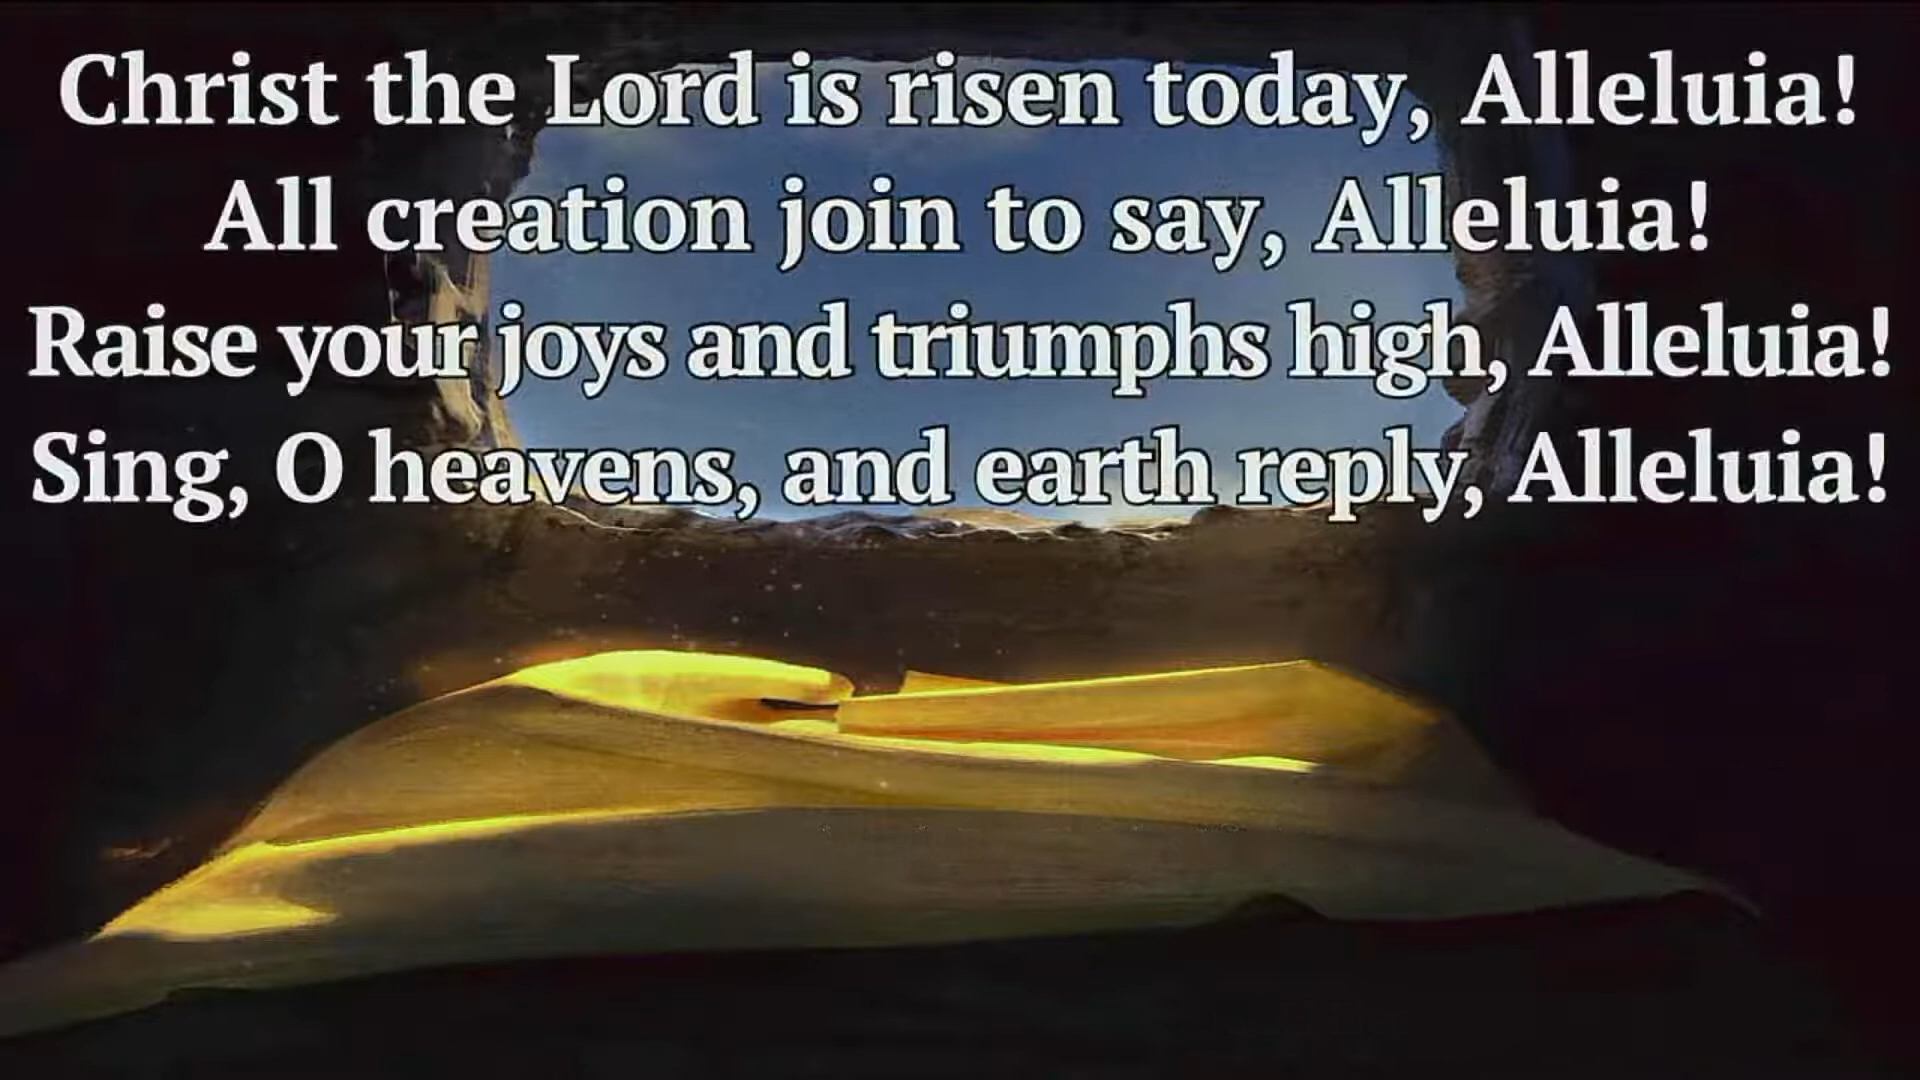 Christ the Lord is risen today, Alleluia!
All creation join to say, Alleluia!
Raise your joys and triumphs high, Alleluia!
Sing, O heavens, and earth reply, Alleluia!